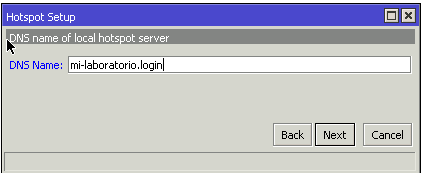 Hotspot Setup
DNS name of local hotspot server
DNS Name: mi-laboratorio.login
Back Next Cancel